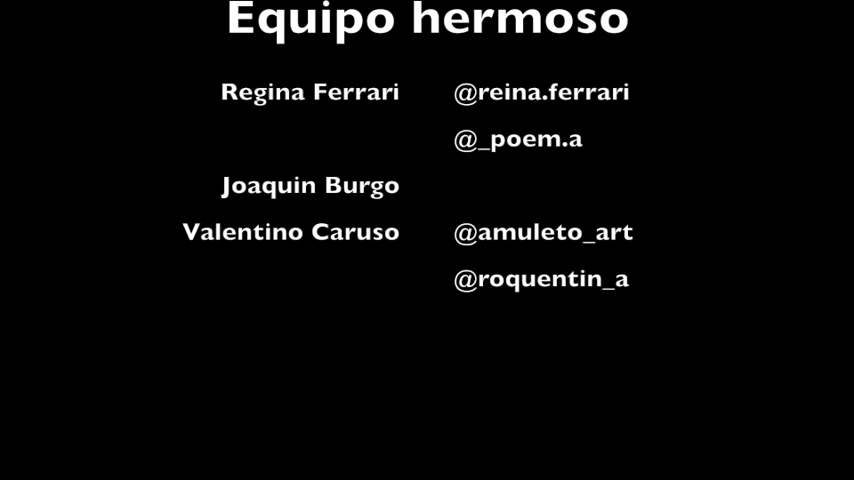 Equipo hermoso
Regina Ferrari @reina.ferrari
@_poem.a
Joaquin Burgo
Valentino Caruso @amuleto_art
@roquentin_a